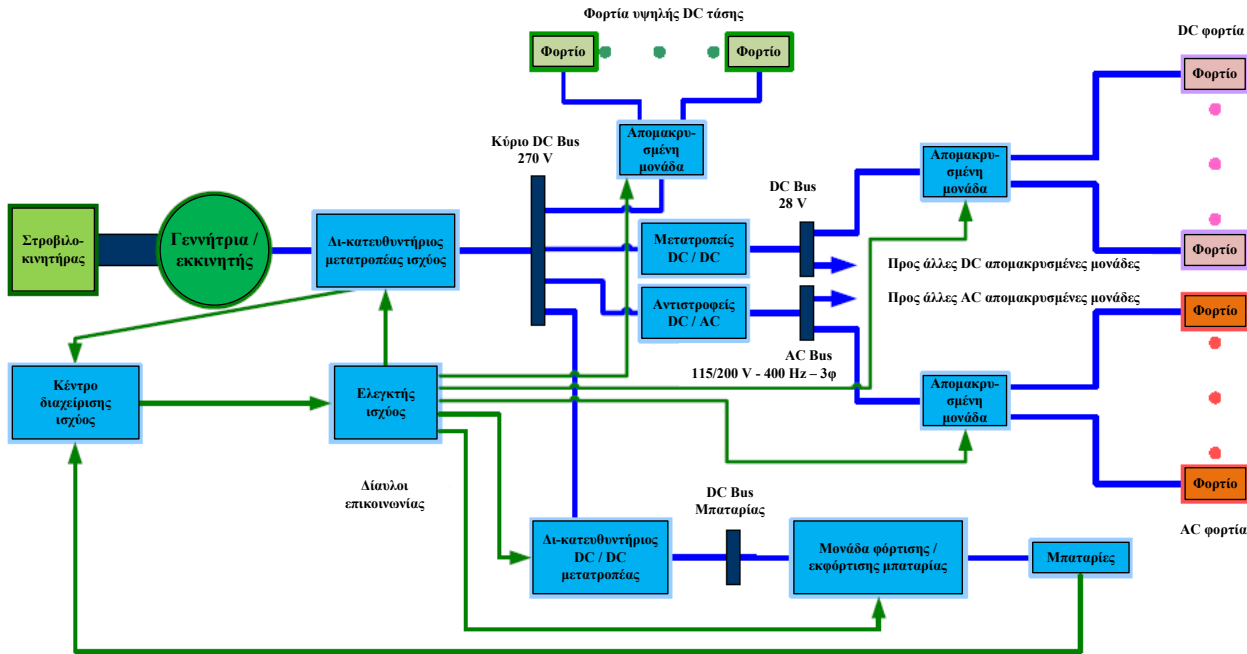 Φορτία υψηλής DC τάσης
DC φορτία
Φορτίο
Φορτίο
Φορτίο
Κύριο DC Bus
270 V
Απομακρυ-
σμένη
μονάδα
Απομακρυ-
σμένη
μονάδα
DC Bus
28 V
Στροβιλο-
κινητήρας
Γεννήτρια /
εκκινητής
Δι-κατευθυντήριος
μετατροπέας ισχύος
Μετατροπείς
DC / DC
Φορτίο
Προς άλλες DC απομακρυσμένες μονάδες
Προς άλλες AC απομακρυσμένες μονάδες
Αντιστροφείς
DC / AC
Φορτίο
AC Bus
115/200 V - 400 Hz – 3φ
Κέντρο
διαχείρισης
ισχύος
Ελεγκτής
ισχύος
Απομακρυ-
σμένη
μονάδα
Δίαυλοι
επικοινωνίας
DC Bus
Μπαταρίας
Φορτίο
AC φορτία
Δι-κατευθυντήριος
DC / DC
μετατροπέας
Μονάδα φόρτισης /
εκφόρτισης μπαταρίας
Μπαταρίες